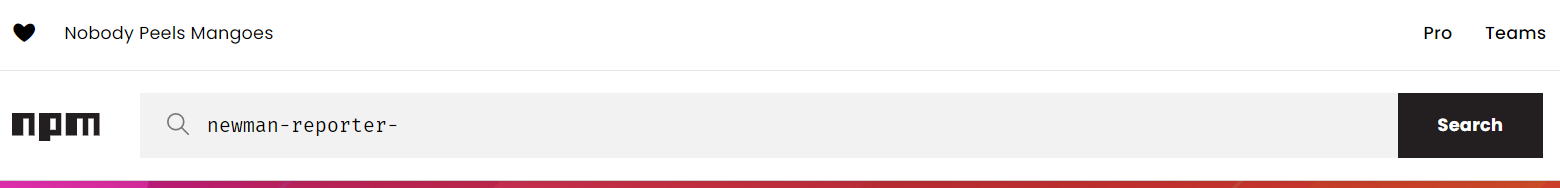 Nobody Peels Mangoes
Pro
Teams
npm
newman-reporter-
Search